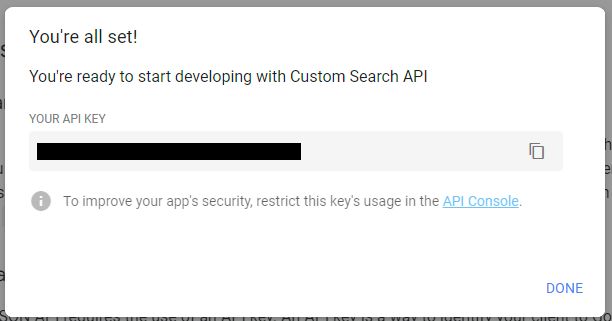 You're all set!
You're ready to start developing with Custom Search API
YOUR API KEY
To improve your app's security, restrict this key's usage in the API Console.
DONE